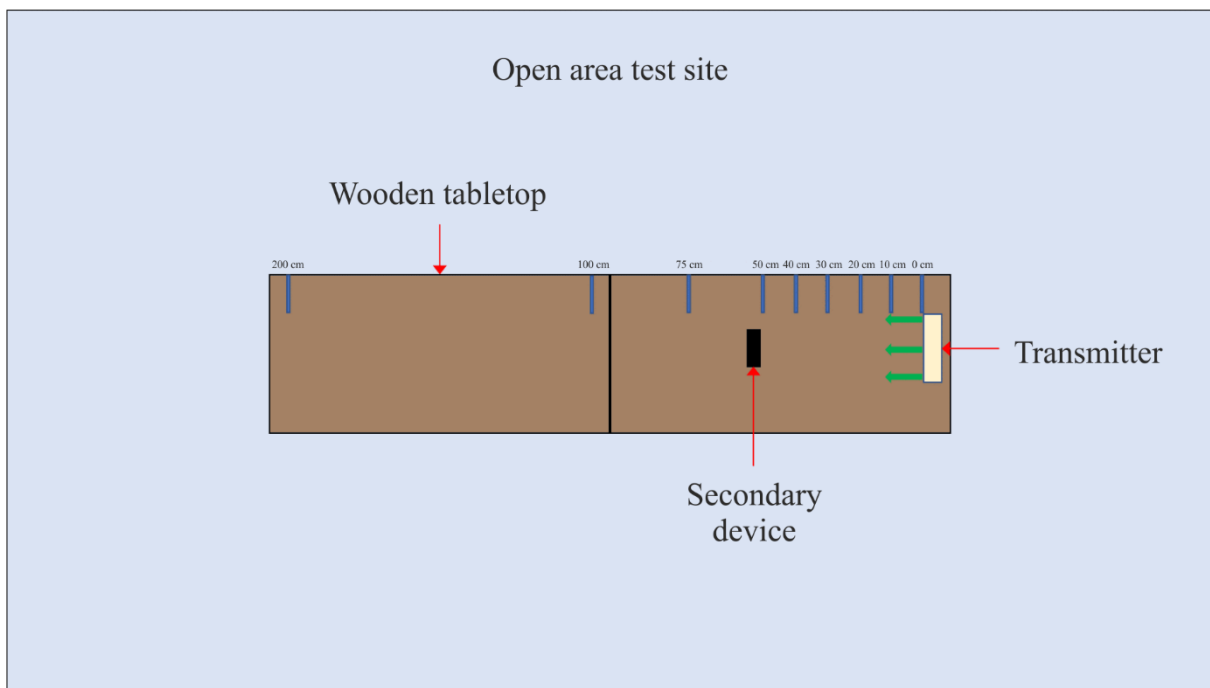 Open area test site
Wooden tabletop
200 cm 100 cm 75 cm 50 cm 40 cm 30 cm 20 cm 10 cm 0 cm
Transmitter
Secondary
device